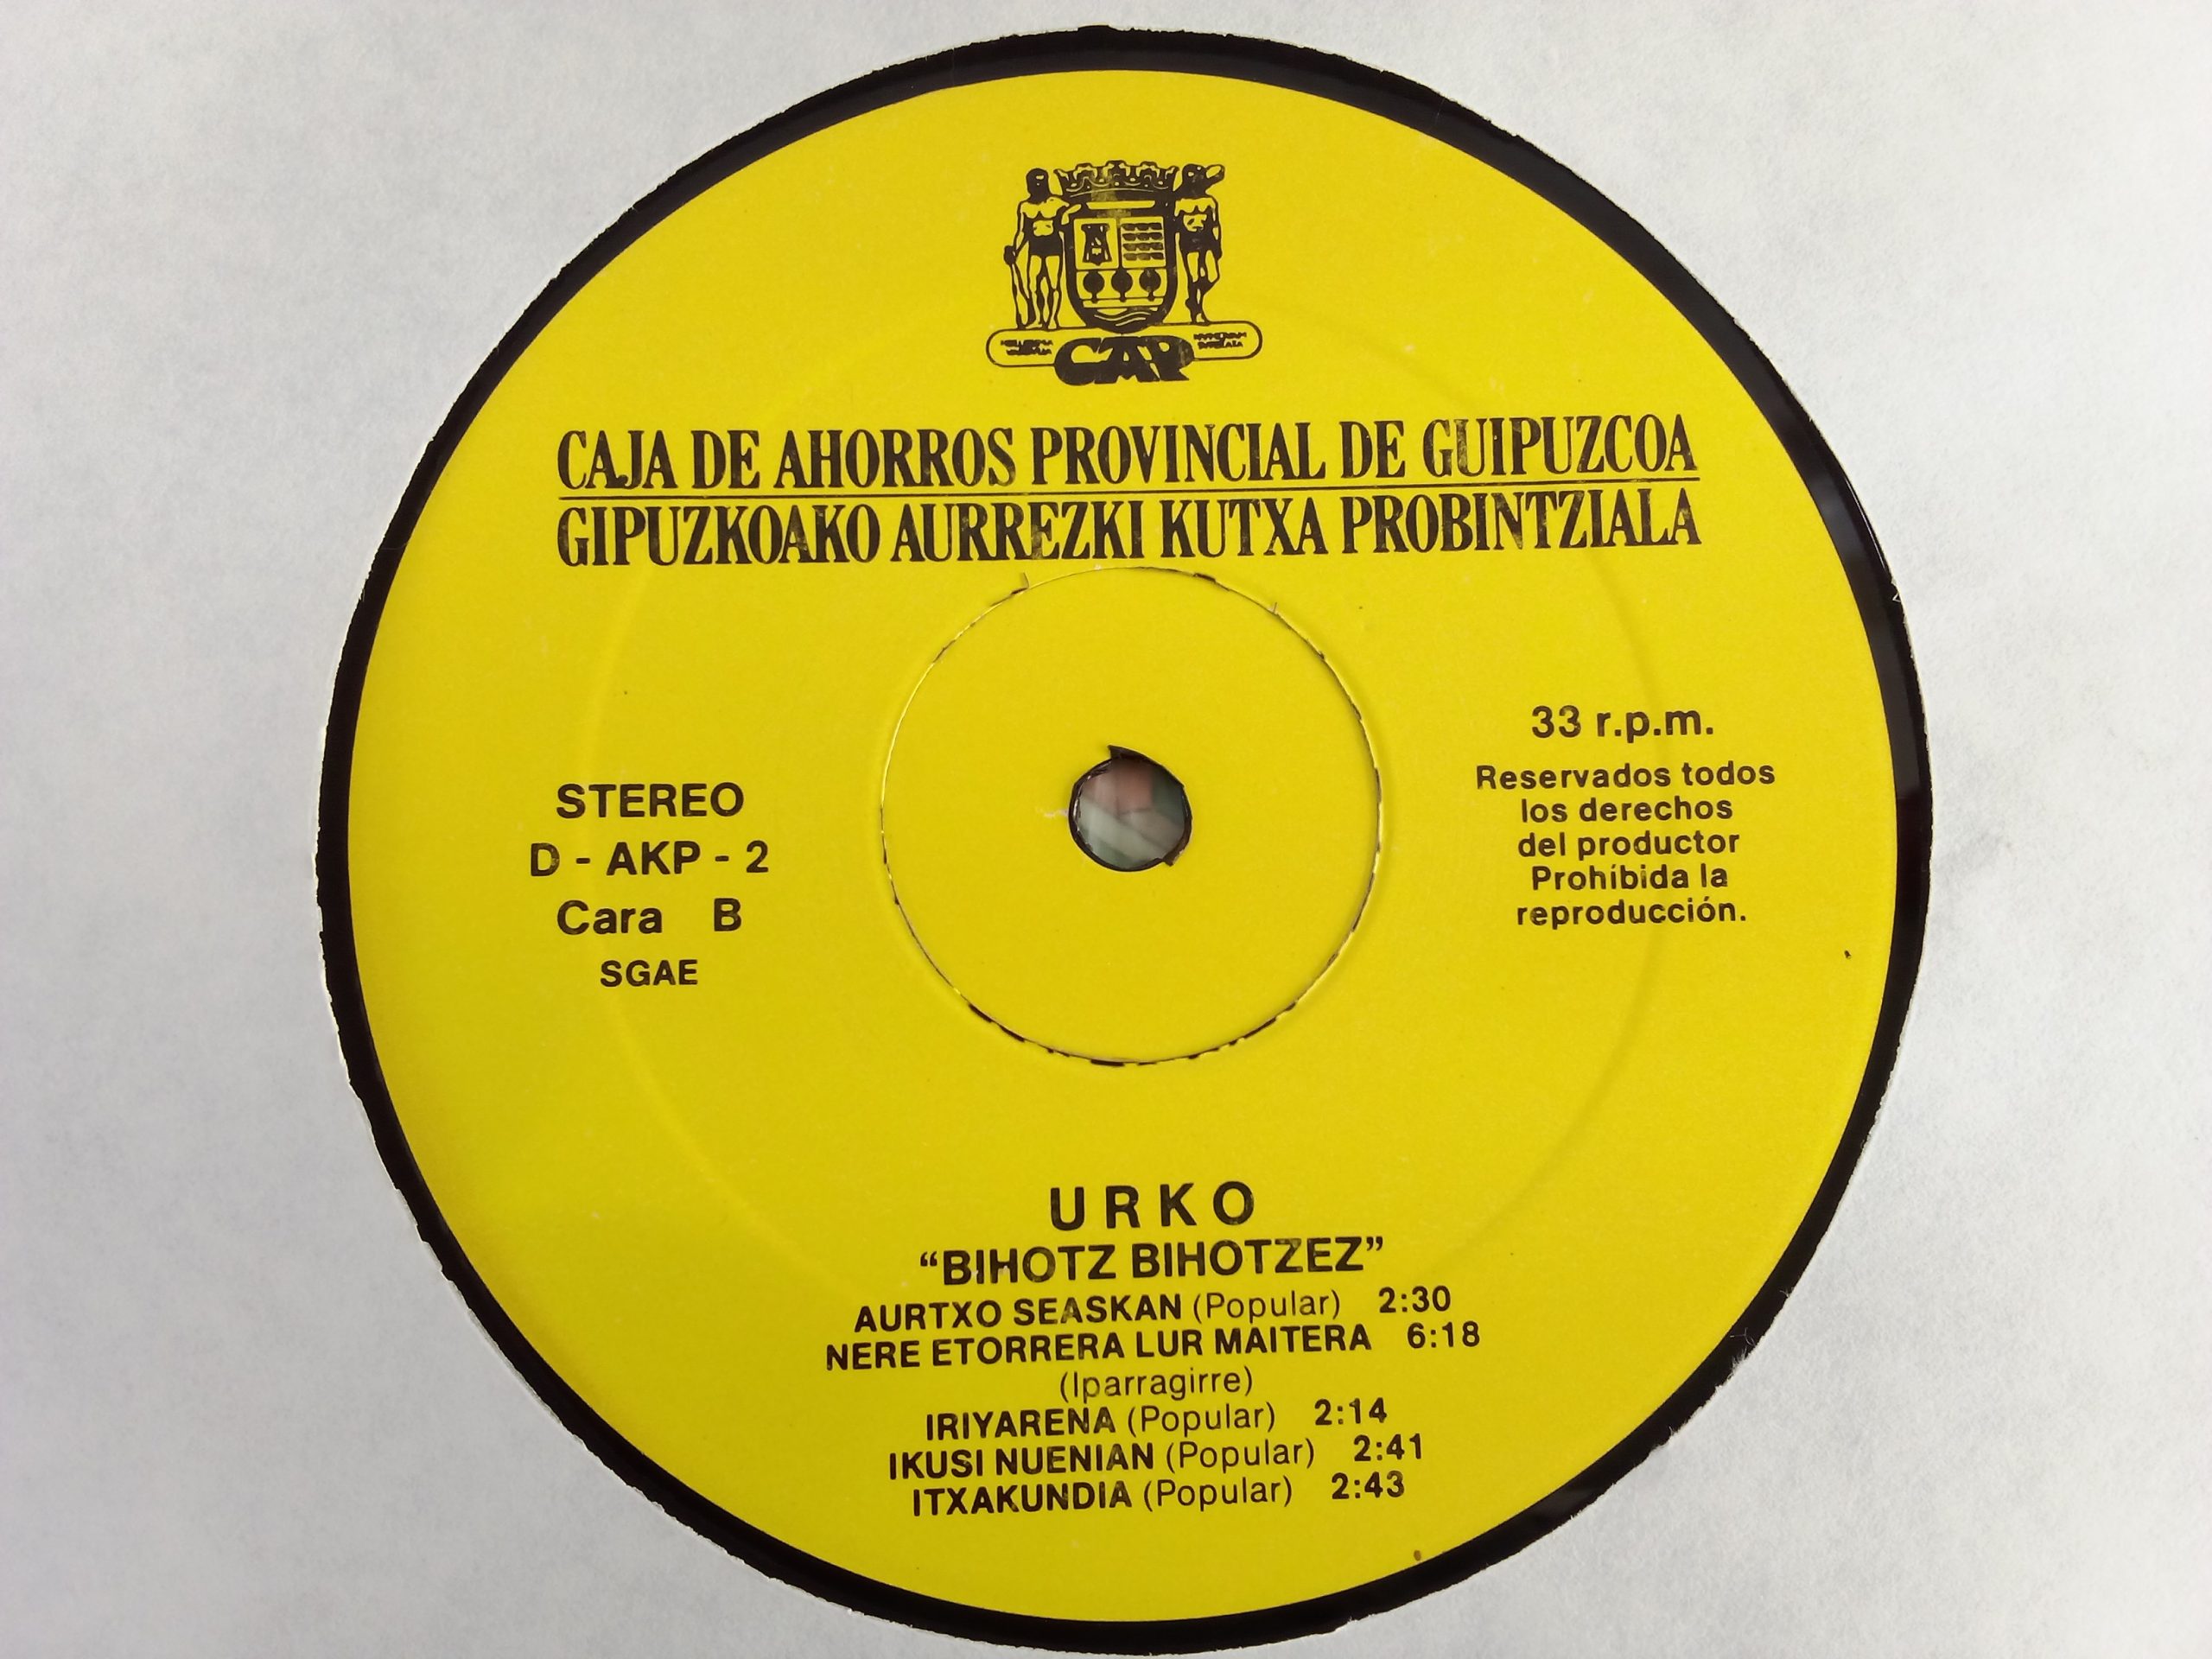 CAP
CAJA DE AHORROS PROVINCIAL DE GUIPUZCOA
GIPUZKOAKO AURREZKI KUTXA PROBINTZIALA
STEREO
D - AKP - 2
Cara B
SGAE
33 r.p.m.
Reservados todos
los derechos
del productor
Prohíbida la
reproducción.
URKO
“BIHOTZ BIHOTZEZ”
AURTXO SEASKAN (Popular) 2:30
NERE ETORRERA LUR MAITERA 6:18
(Iparragirre)
IRIYARENA (Popular) 2:14
IKUSI NUENIAN (Popular) 2:41
ITXAKUNDIA (Popular) 2:43